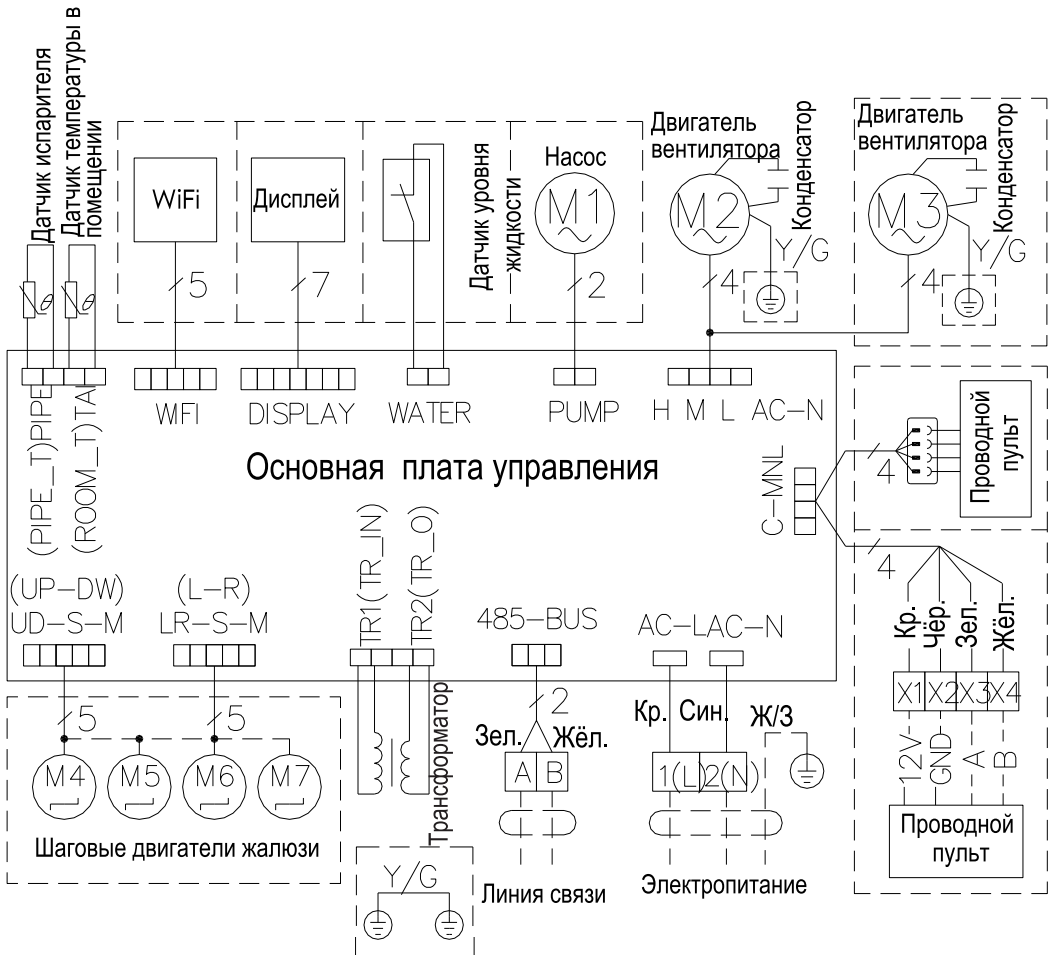 Датчик испарителя
Датчик температуры в
помещении
θ
θ
WiFi
5
Дисплей
7
Датчик уровня
жидкости
Насос
M1
2
Двигатель
вентилятора
M2
Конденсатор
Y/G
4
Двигатель
вентилятора
M3
Конденсатор
Y/G
4
(PIPE_T)PIPE
(ROOM_T)TA
WIFI
DISPLAY
WATER
PUMP
H M L AC-N
Основная плата управления
C-MNL
4
Проводной
пульт
4
Кр.
Чёр.
Зел.
Жёл.
X1 X2 X3 X4
12V
GND
A
B
Проводной
пульт
(UP-DW)
UD-S-M
(L-R)
LR-S-M
TR1(TR_IN)
TR2(TR_O)
485-BUS
AC-L AC-N
5
5
M4 M5 M6 M7
Шаговые двигатели жалюзи
Трансформатор
Y/G
2
Зел. Жёл.
A B
Линия связи
Кр. Син. Ж/З
1(L) 2(N)
Электропитание